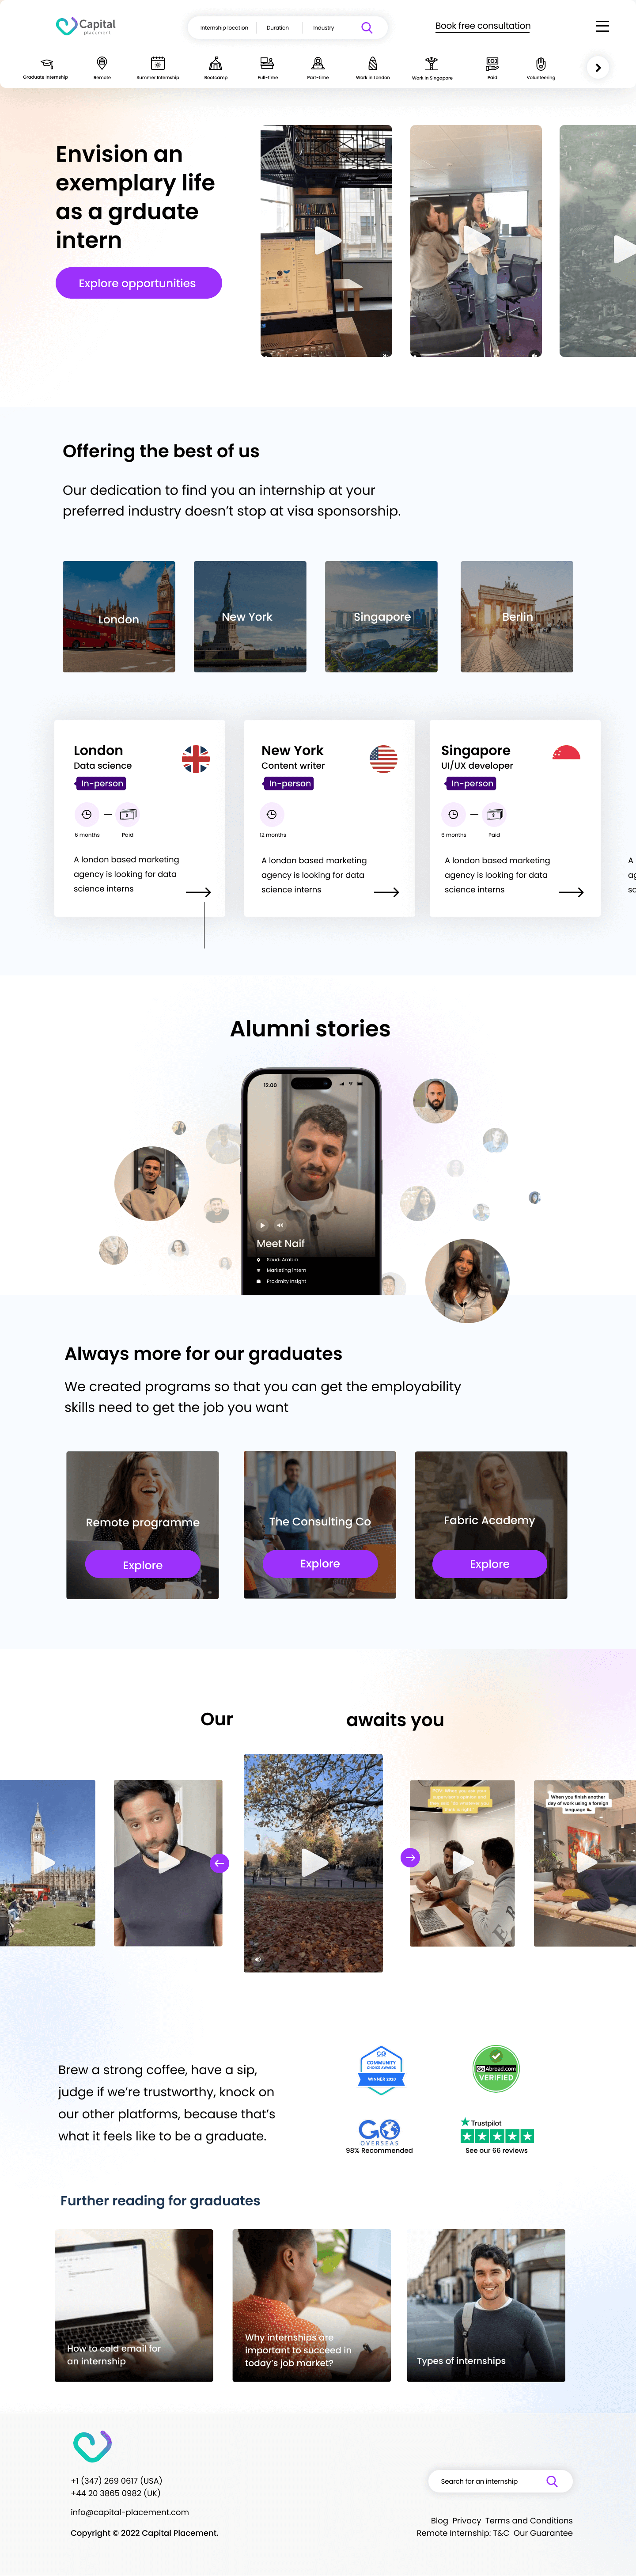 Capital
placement
Internship location
Duration
Industry
Book free consultation
Graduate Internship
Remote
Summer Internship
Bootcamp
Full-time
Part-time
Work in London
Work in Singapore
Paid
Volunteering
Envision an
exemplary life
as a grduate
intern
Explore opportunities
Offering the best of us
Our dedication to find you an internship at your
preferred industry doesn't stop at visa sponsorship.
London
New York
Singapore
Berlin
London
Data science
In-person
6 months
Paid
A london based marketing
agency is looking for data
science interns
New York
Content writer
In-person
12 months
A london based marketing
agency is looking for data
science interns
Singapore
UI/UX developer
In-person
6 months
Paid
A london based marketing
agency is looking for data
science interns
A
Alumni stories
12.00
Meet Naif
Saudi Arabia
Marketing intern
Proximity Insight
Always more for our graduates
We created programs so that you can get the employability
skills need to get the job you want
Remote programme
Explore
The Consulting Co
Explore
Fabric Academy
Explore
Our awaits you
When you finish another
day of work using a foreign
language
Brew a strong coffee, have a sip,
judge if we're trustworthy, knock on
our other platforms, because that's
what it feels like to be a graduate.
GO
COMMUNITY
CHOICE AWARDS
WINNER 2020
GoAbroad.com
VERIFIED
GO
OVERSEAS
98% Recommended
Trustpilot
See our 66 reviews
Further reading for graduates
How to cold email for
an internship
Why internships are
important to succeed in
today's job market?
Types of internships
+1 (347) 269 0617 (USA)
+44 20 3865 0982 (UK)
info@capital-placement.com
Copyright © 2022 Capital Placement.
Search for an internship
Blog Privacy Terms and Conditions
Remote Internship: T&C Our Guarantee